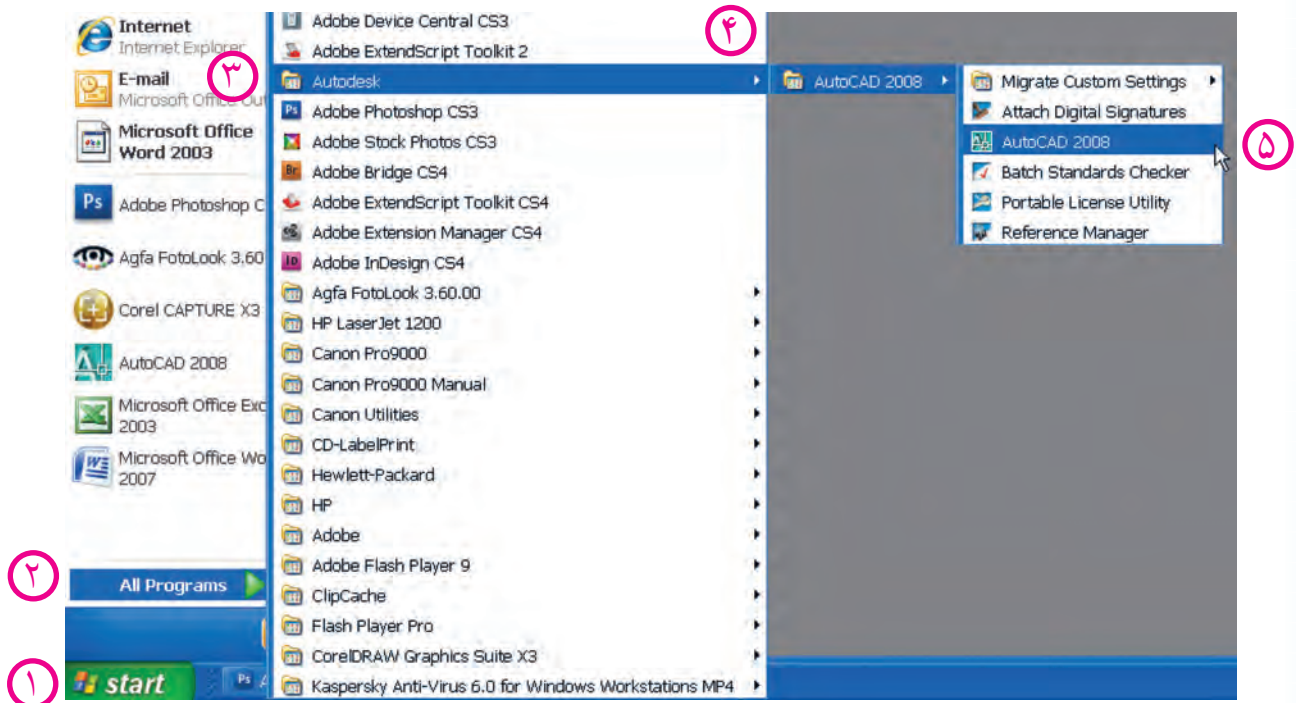 Internet
Internet Explorer
E-mail
Microsoft Office Out
Microsoft Office
Word 2003
Adobe Photoshop C
Agfa FotoLook 3.60
Corel CAPTURE X3
AutoCAD 2008
Microsoft Office Exc
2003
Microsoft Office Wo
2007
۲
All Programs
۱
start
Ps A
۳
۴
Adobe Device Central CS3
Adobe ExtendScript Toolkit 2
Autodesk
Adobe Photoshop CS3
Adobe Stock Photos CS3
Adobe Bridge CS4
Adobe ExtendScript Toolkit CS4
Adobe Extension Manager CS4
Adobe InDesign CS4
Agfa FotoLook 3.60.00
HP LaserJet 1200
Canon Pro9000
Canon Pro9000 Manual
Canon Utilities
CD-LabelPrint
Hewlett-Packard
HP
Adobe
Adobe Flash Player 9
ClipCache
Flash Player Pro
CorelDRAW Graphics Suite X3
Kaspersky Anti-Virus 6.0 for Windows Workstations MP4
AutoCAD 2008
Migrate Custom Settings
Attach Digital Signatures
AutoCAD 2008
Batch Standards Checker
Portable License Utility
Reference Manager
۵